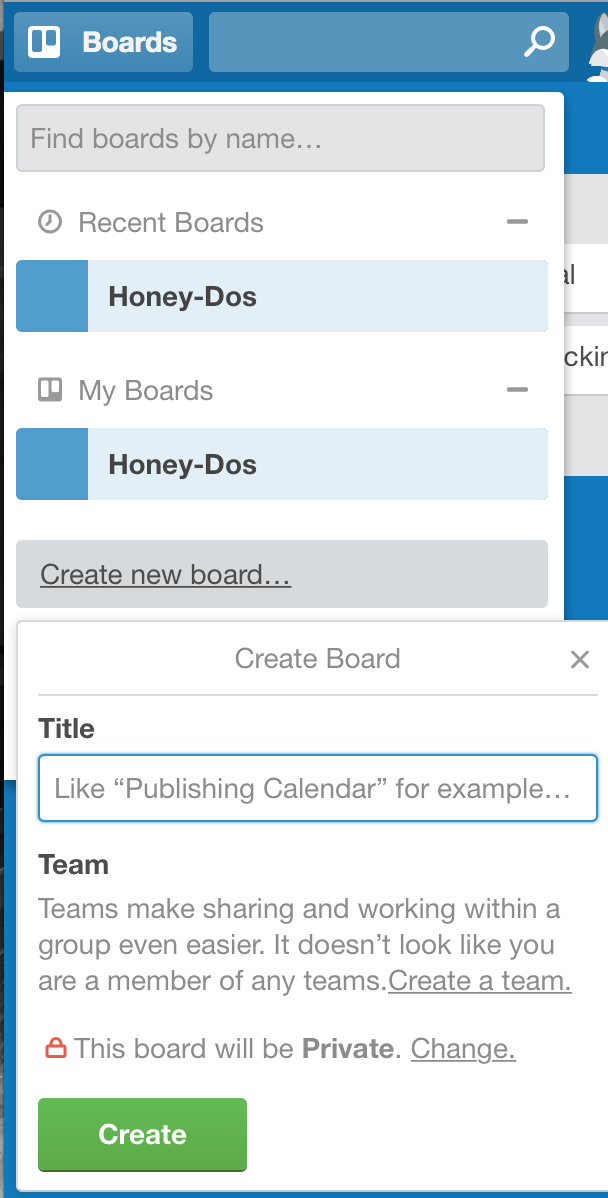 Boards
Find boards by name…
Recent Boards
Honey-Dos
My Boards
Honey-Dos
Create new board…
Create Board
Title
Like “Publishing Calendar” for example…
Team
Teams make sharing and working within a
group even easier. It doesn’t look like you
are a member of any teams.Create a team.
This board will be Private. Change.
Create